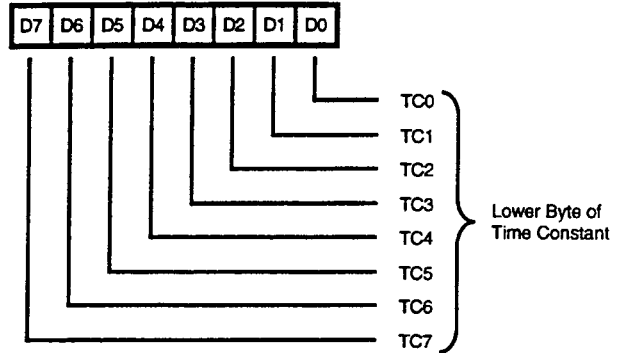 D7 D6 D5 D4 D3 D2 D1 D0
TC0
TC1
TC2
TC3
TC4
TC5
TC6
TC7
Lower Byte of
Time Constant